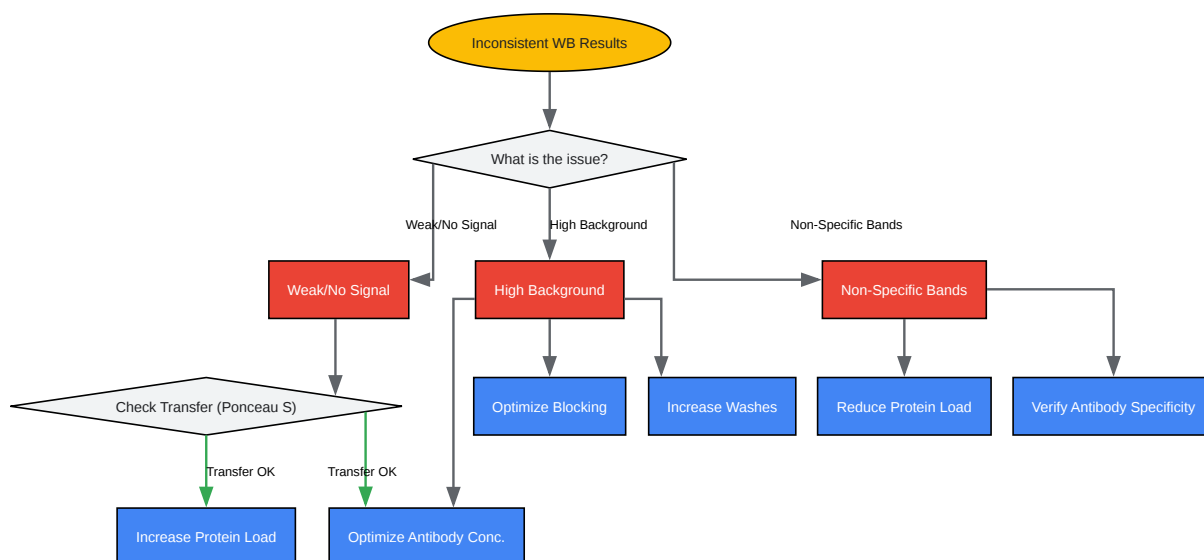 Inconsistent WB Results
What is the issue?
Weak/No Signal
High Background
Non-Specific Bands
Weak/No Signal
High Background
Non-Specific Bands
Check Transfer (Ponceau S)
Optimize Blocking
Increase Washes
Reduce Protein Load
Verify Antibody Specificity
Transfer OK
Transfer OK
Increase Protein Load
Optimize Antibody Conc.